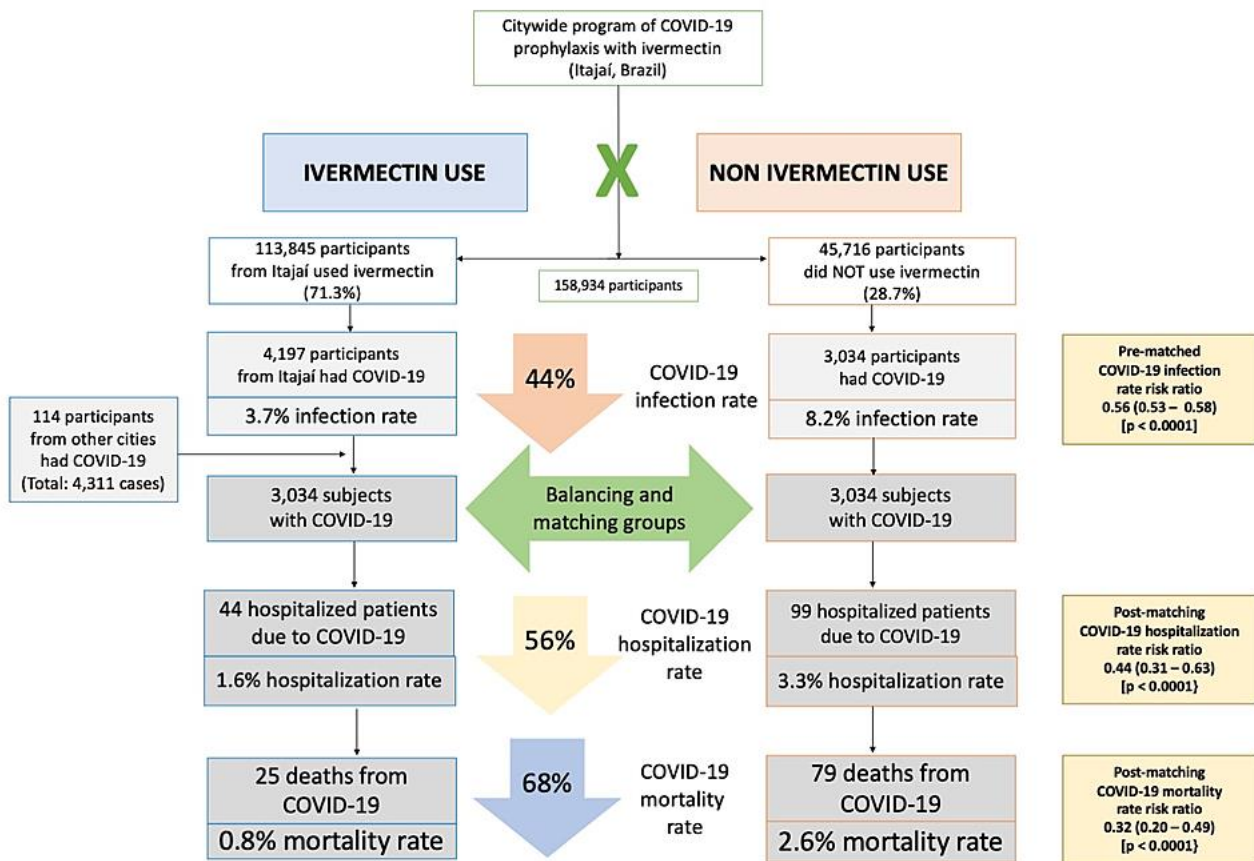 Citywide program of COVID-19
prophylaxis with ivermectin
(Itajaí, Brazil)
IVERMECTIN USE
X
NON IVERMECTIN USE
113,845 participants
from Itajaí used ivermectin
(71.3%)
158,934 participants
45,716 participants
did NOT use ivermectin
(28.7%)
4,197 participants
from Itajaí had COVID-19
3.7% infection rate
44%
COVID-19
infection rate
3,034 participants
had COVID-19
8.2% infection rate
Pre-matched
COVID-19 infection
rate risk ratio
0.56 (0.53 – 0.58)
[p < 0.0001]
114 participants
from other cities
had COVID-19
(Total: 4,311 cases)
3,034 subjects
with COVID-19
Balancing and
matching groups
3,034 subjects
with COVID-19
44 hospitalized patients
due to COVID-19
1.6% hospitalization rate
56%
COVID-19
hospitalization
rate
99 hospitalized patients
due to COVID-19
3.3% hospitalization rate
Post-matching
COVID-19 hospitalization
rate risk ratio
0.44 (0.31 – 0.63)
[p < 0.0001}
25 deaths from
COVID-19
0.8% mortality rate
68%
COVID-19
mortality
rate
79 deaths from
COVID-19
2.6% mortality rate
Post-matching
COVID-19 mortality
rate risk ratio
0.32 (0.20 – 0.49)
[p < 0.0001}